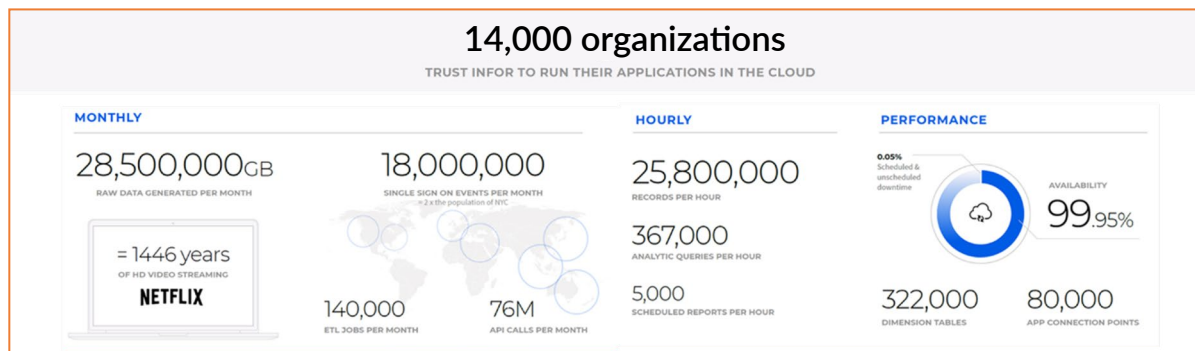 14,000 organizations
TRUST INFOR TO RUN THEIR APPLICATIONS IN THE CLOUD
MONTHLY
28,500,000GB
RAW DATA GENERATED PER MONTH
= 1446 years
OF HD VIDEO STREAMING
NETFLIX
18,000,000
SINGLE SIGN ON EVENTS PER MONTH
= 2 x the population of NYC
140,000
ETL JOBS PER MONTH
76M
API CALLS PER MONTH
HOURLY
25,800,000
RECORDS PER HOUR
367,000
ANALYTIC QUERIES PER HOUR
5,000
SCHEDULED REPORTS PER HOUR
PERFORMANCE
0.05%
Scheduled &
unscheduled
downtime
AVAILABILITY
99.95%
322,000
DIMENSION TABLES
80,000
APP CONNECTION POINTS